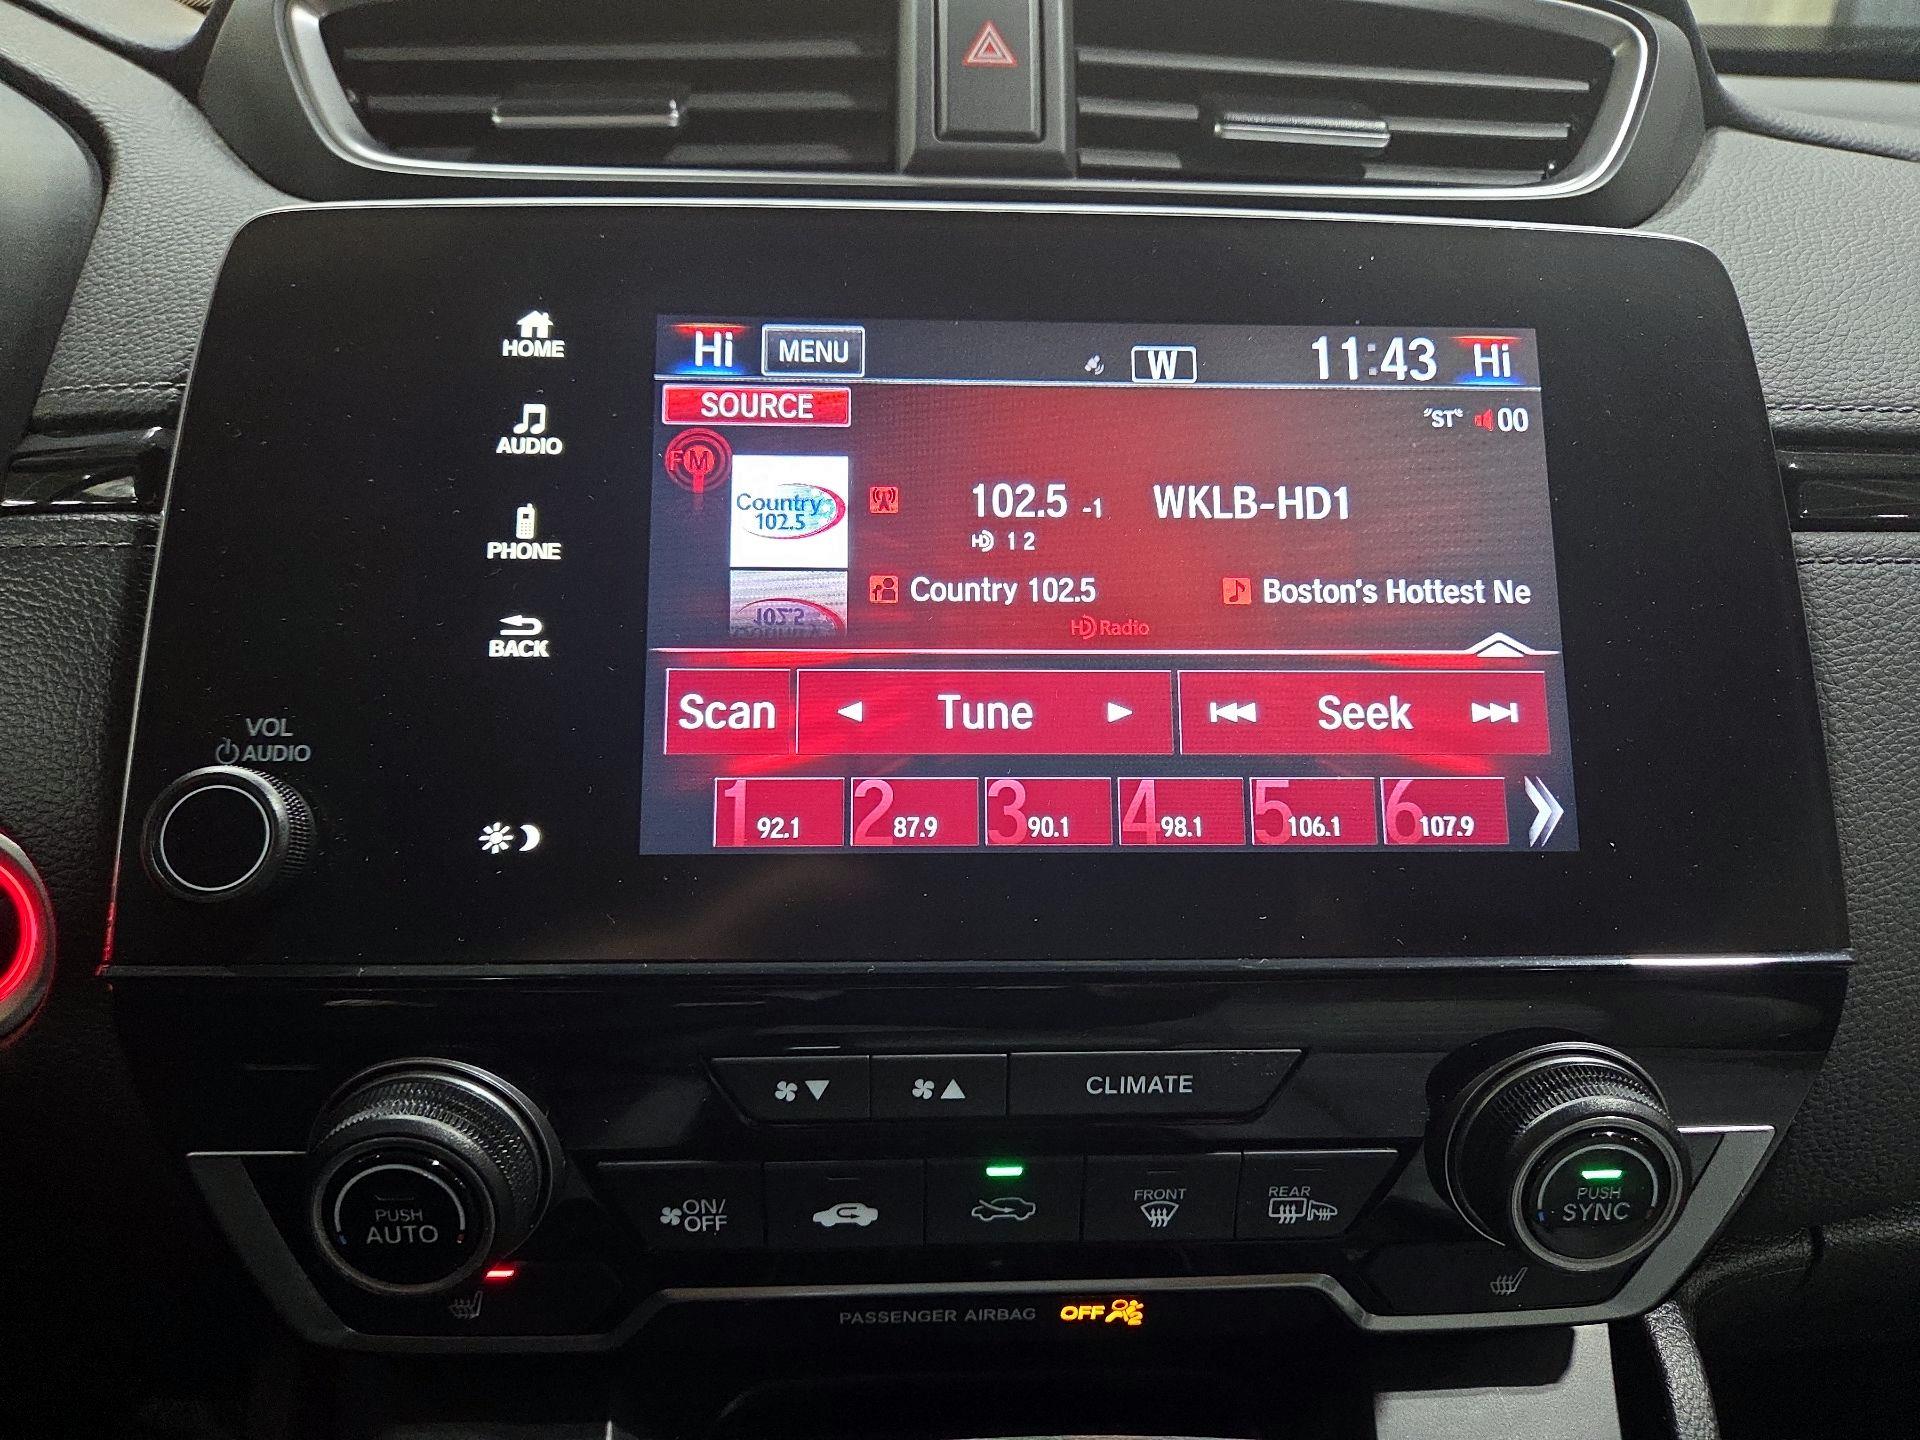 HOME
AUDIO
PHONE
BACK
VOL
AUDIO
Hi MENU W 11:43 Hi
SOURCE
"ST" 00
FM
Country
102.5
102.5 -1 WKLB-HD1
HD 1 2
Country 102.5 Boston's Hottest Ne
HD Radio
Scan Tune Seek
1 92.1 2 87.9 3 90.1 4 98.1 5 106.1 6 107.9
CLIMATE
PUSH
AUTO
ON/
OFF
FRONT
REAR
PUSH
SYNC
PASSENGER AIRBAG OFF 2